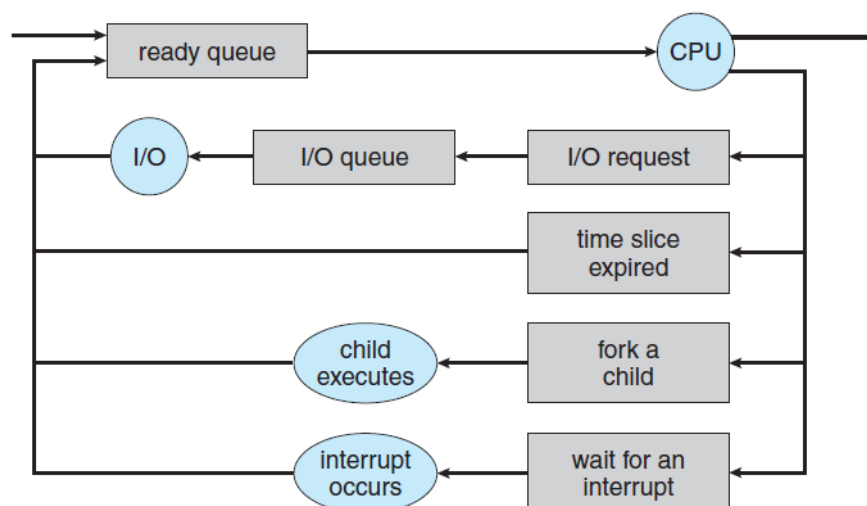 ready queue
CPU
I/O
I/O queue
I/O request
time slice
expired
child
executes
fork a
child
interrupt
occurs
wait for an
interrupt